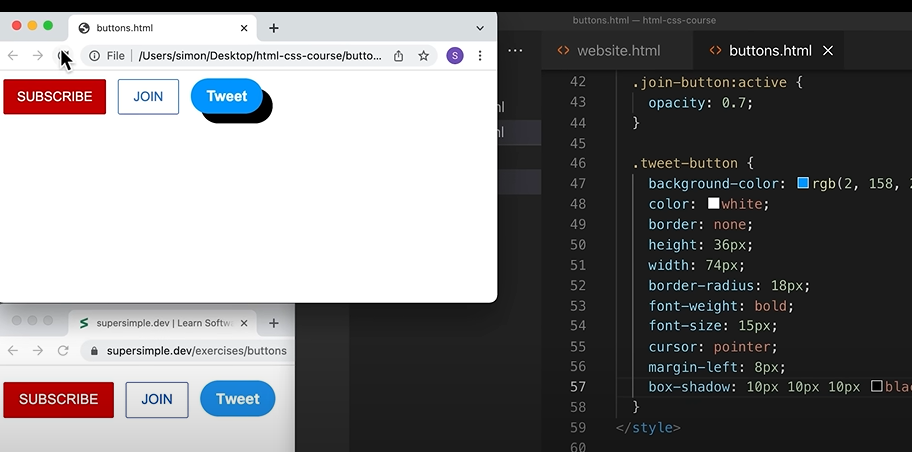 buttons.html
File
/Users/simon/Desktop/html-css-course/butto...
S
SUBSCRIBE
JOIN
Tweet
supersimple.dev | Learn Softw
supersimple.dev/exercises/buttons
SUBSCRIBE
JOIN
Tweet
buttons.html — html-css-course
website.html
buttons.html
42 .join-button:active {
43 opacity: 0.7;
44 }
45
46 .tweet-button {
47 background-color: rgb(2, 158, 2
48 color: white;
49 border: none;
50 height: 36px;
51 width: 74px;
52 border-radius: 18px;
53 font-weight: bold;
54 font-size: 15px;
55 cursor: pointer;
56 margin-left: 8px;
57 box-shadow: 10px 10px 10px blac
58 }
59 </style>
60